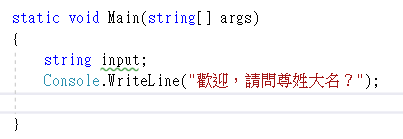 static void Main(string[] args)
{
    string input;
    Console.WriteLine("歡迎，請問尊姓大名？");
}